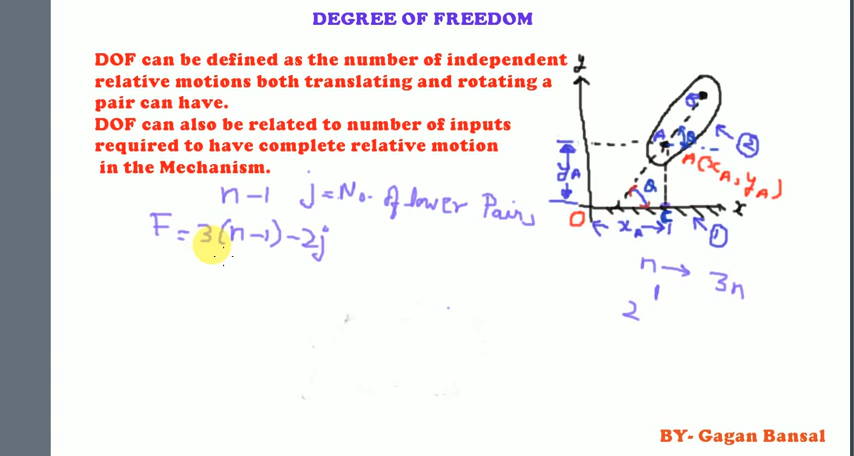 DEGREE OF FREEDOM
DOF can be defined as the number of independent
relative motions both translating and rotating a
pair can have.
DOF can also be related to number of inputs
required to have complete relative motion
in the Mechanism.
n-1 j = No. of lower Pairs
F = 3(n-1)-2j
y
A
θ
2
A(xA, yA)
yA
θ
O
xA
x
1
n → 3n
1
2
BY- Gagan Bansal